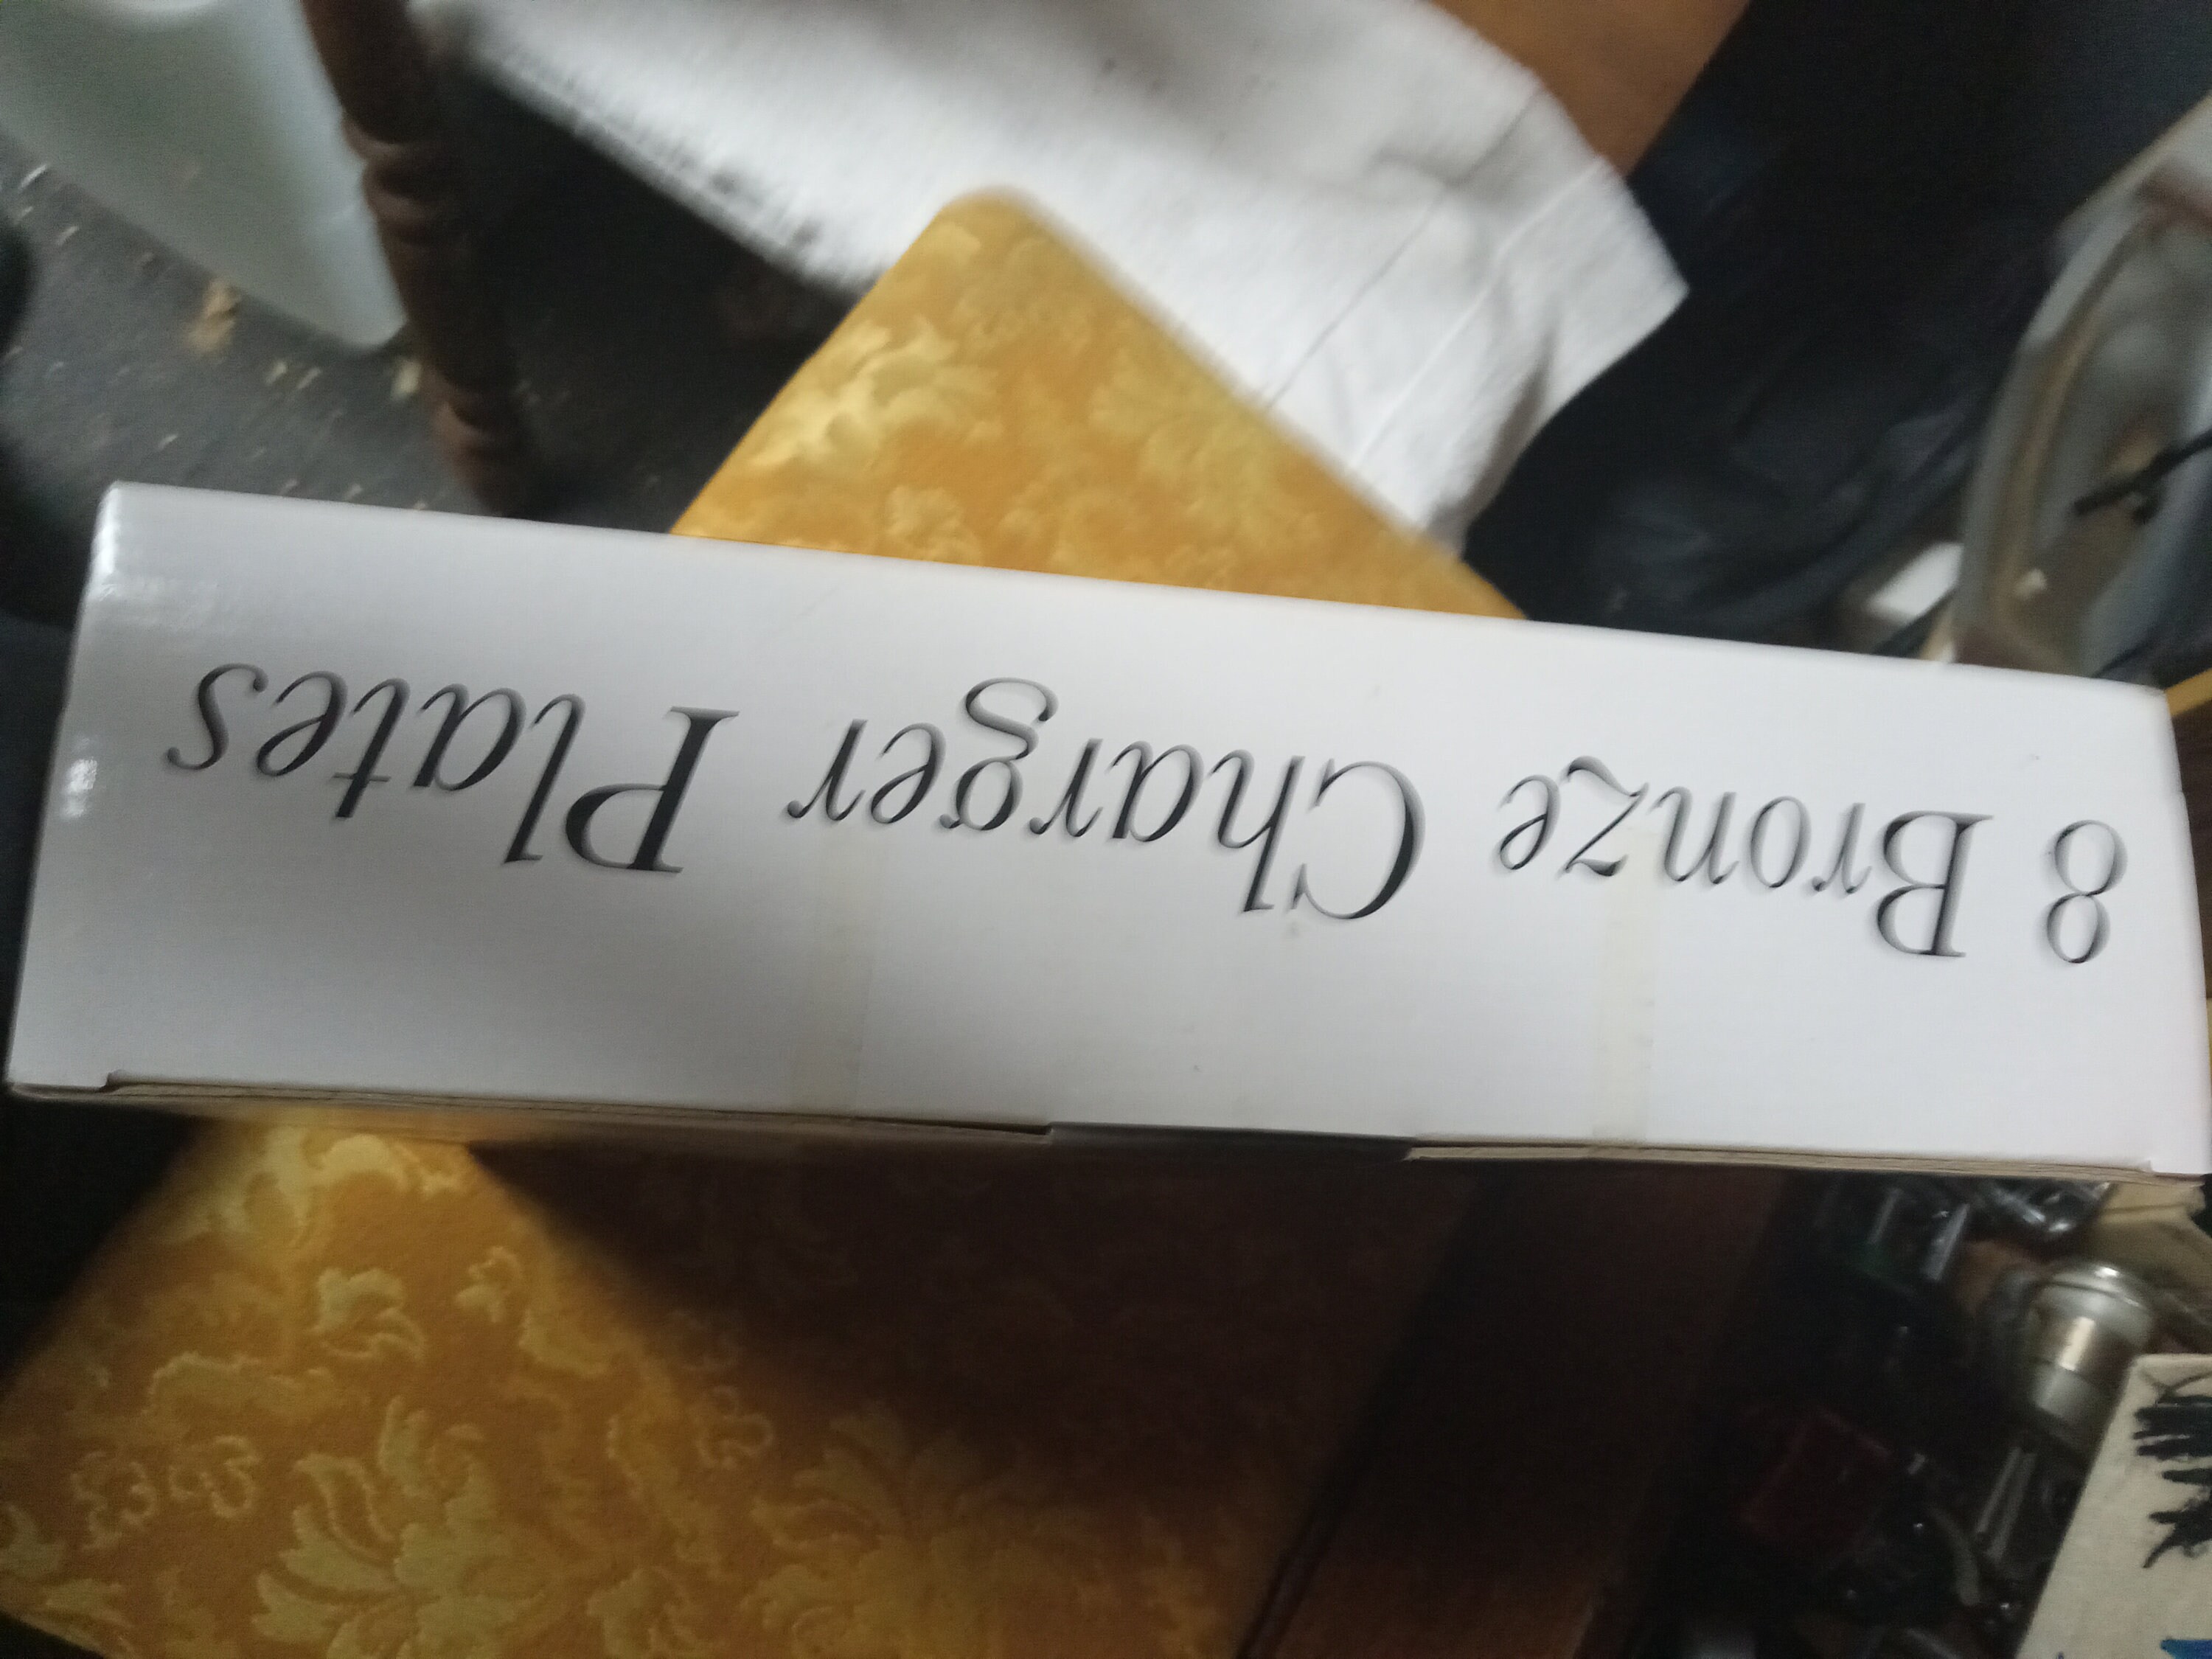 8 Bronze Charger Plates